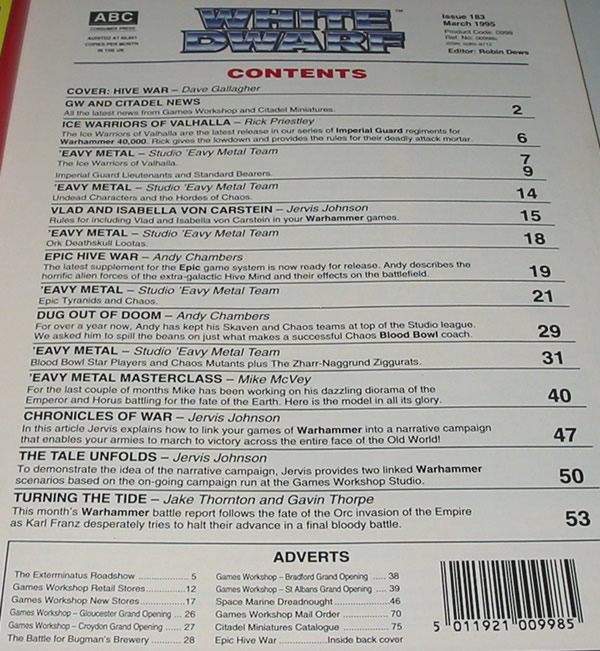 ABC
CONSUMER PRESS
AUDITED AT
COPIES PER MONTH
IN THE UK
WHITE DWARF™
Issue 183
March 1995
Product Code: 0998
Editor: Robin Dews
CONTENTS
COVER: HIVE WAR – Dave Gallagher
GW AND CITADEL NEWS
All the latest news from Games Workshop and Citadel Miniatures. 2
ICE WARRIORS OF VALHALLA – Rick Priestley
The Ice Warriors of Valhalla are the latest release in our series of Imperial Guard regiments for
Warhammer 40,000. Rick gives the lowdown and provides the rules for their deadly attack mortar. 6
'EAVY METAL – Studio 'Eavy Metal Team
The Ice Warriors of Valhalla. 7
Imperial Guard Lieutenants and Standard Bearers. 9
'EAVY METAL – Studio 'Eavy Metal Team
Undead Characters and the Hordes of Chaos. 14
VLAD AND ISABELLA VON CARSTEIN – Jervis Johnson
Rules for including Vlad and Isabella von Carstein in your Warhammer games. 15
'EAVY METAL – Studio 'Eavy Metal Team
Ork Deathskull Lootas. 18
EPIC HIVE WAR – Andy Chambers
The latest supplement for the Epic game system is now ready for release. Andy describes the
horrific alien forces of the extra-galactic Hive Mind and their effects on the battlefield. 19
'EAVY METAL – Studio 'Eavy Metal Team
Epic Tyranids and Chaos. 21
DUG OUT OF DOOM – Andy Chambers
For over a year now, Andy has kept his Skaven and Chaos teams at top of the Studio league.
We asked him to spill the beans on just what makes a successful Chaos Blood Bowl coach. 29
'EAVY METAL – Studio 'Eavy Metal Team
Blood Bowl Star Players and Chaos Mutants plus The Zharr-Naggrund Ziggurats. 31
'EAVY METAL MASTERCLASS – Mike McVey
For the last couple of months Mike has been working on his dazzling diorama of the
Emperor and Horus battling for the fate of the Earth. Here is the model in all its glory. 40
CHRONICLES OF WAR – Jervis Johnson
In this article Jervis explains how to link your games of Warhammer into a narrative campaign
that enables your armies to march to victory across the entire face of the Old World! 47
THE TALE UNFOLDS – Jervis Johnson
To demonstrate the idea of the narrative campaign, Jervis provides two linked Warhammer
scenarios based on the on-going campaign run at the Games Workshop Studio. 50
TURNING THE TIDE – Jake Thornton and Gavin Thorpe
This month's Warhammer battle report follows the fate of the Orc invasion of the Empire
as Karl Franz desperately tries to halt their advance in a final bloody battle. 53
ADVERTS
The Exterminatus Roadshow ..................5
Games Workshop Retail Stores ............12
Games Workshop New Stores ..............17
Games Workshop – Gloucester Grand Opening ... 26
Games Workshop – Croydon Grand Opening ....... 27
The Battle for Bugman's Brewery .......... 28
Games Workshop – Bradford Grand Opening ..... 38
Games Workshop – St Albans Grand Opening .... 39
Space Marine Dreadnought ..................46
Games Workshop Mail Order ................ 70
Citadel Miniatures Catalogue ................ 75
Epic Hive War ...............Inside back cover
5 011921 009985